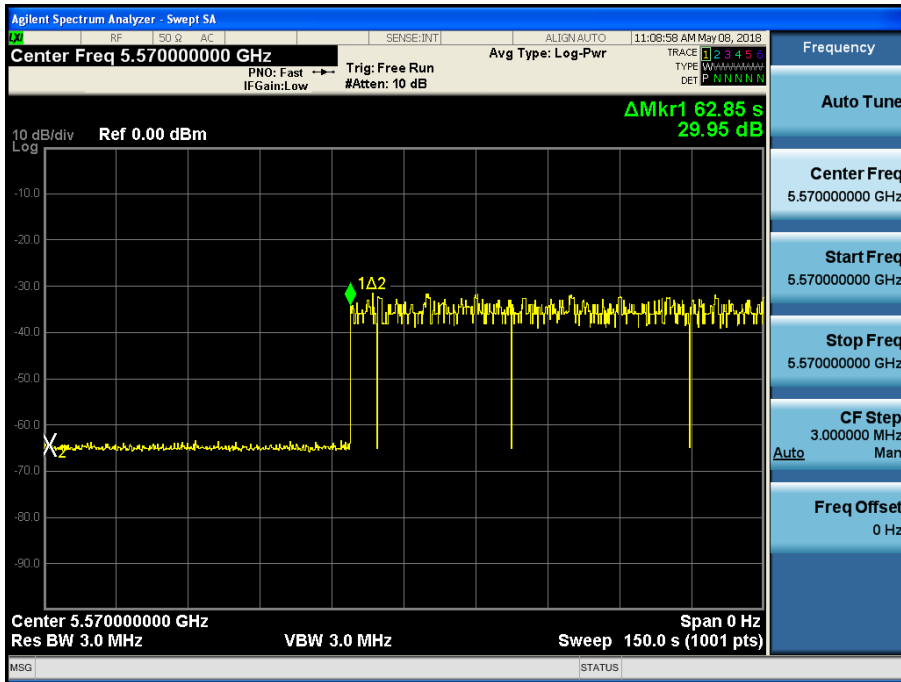 Agilent Spectrum Analyzer - Swept SA
LXI RF 50 Ω AC SENSE:INT ALIGNAUTO 11:08:58 AM May 08, 2018
Center Freq 5.570000000 GHz
PNO: Fast
IFGain:Low
Trig: Free Run
#Atten: 10 dB
Avg Type: Log-Pwr
TRACE 1 2 3 4 5 6
TYPE WWWWWWW
DET P N N N N N
ΔMkr1 62.85 s
29.95 dB
10 dB/div Ref 0.00 dBm
Log
-10.0
-20.0
-30.0
1Δ2
-40.0
-50.0
-60.0
X2
-70.0
-80.0
-90.0
Center 5.570000000 GHz Span 0 Hz
Res BW 3.0 MHz VBW 3.0 MHz Sweep 150.0 s (1001 pts)
MSG STATUS
Frequency
Auto Tune
Center Freq
5.570000000 GHz
Start Freq
5.570000000 GHz
Stop Freq
5.570000000 GHz
CF Step
3.000000 MHz
Auto Man
Freq Offset
0 Hz